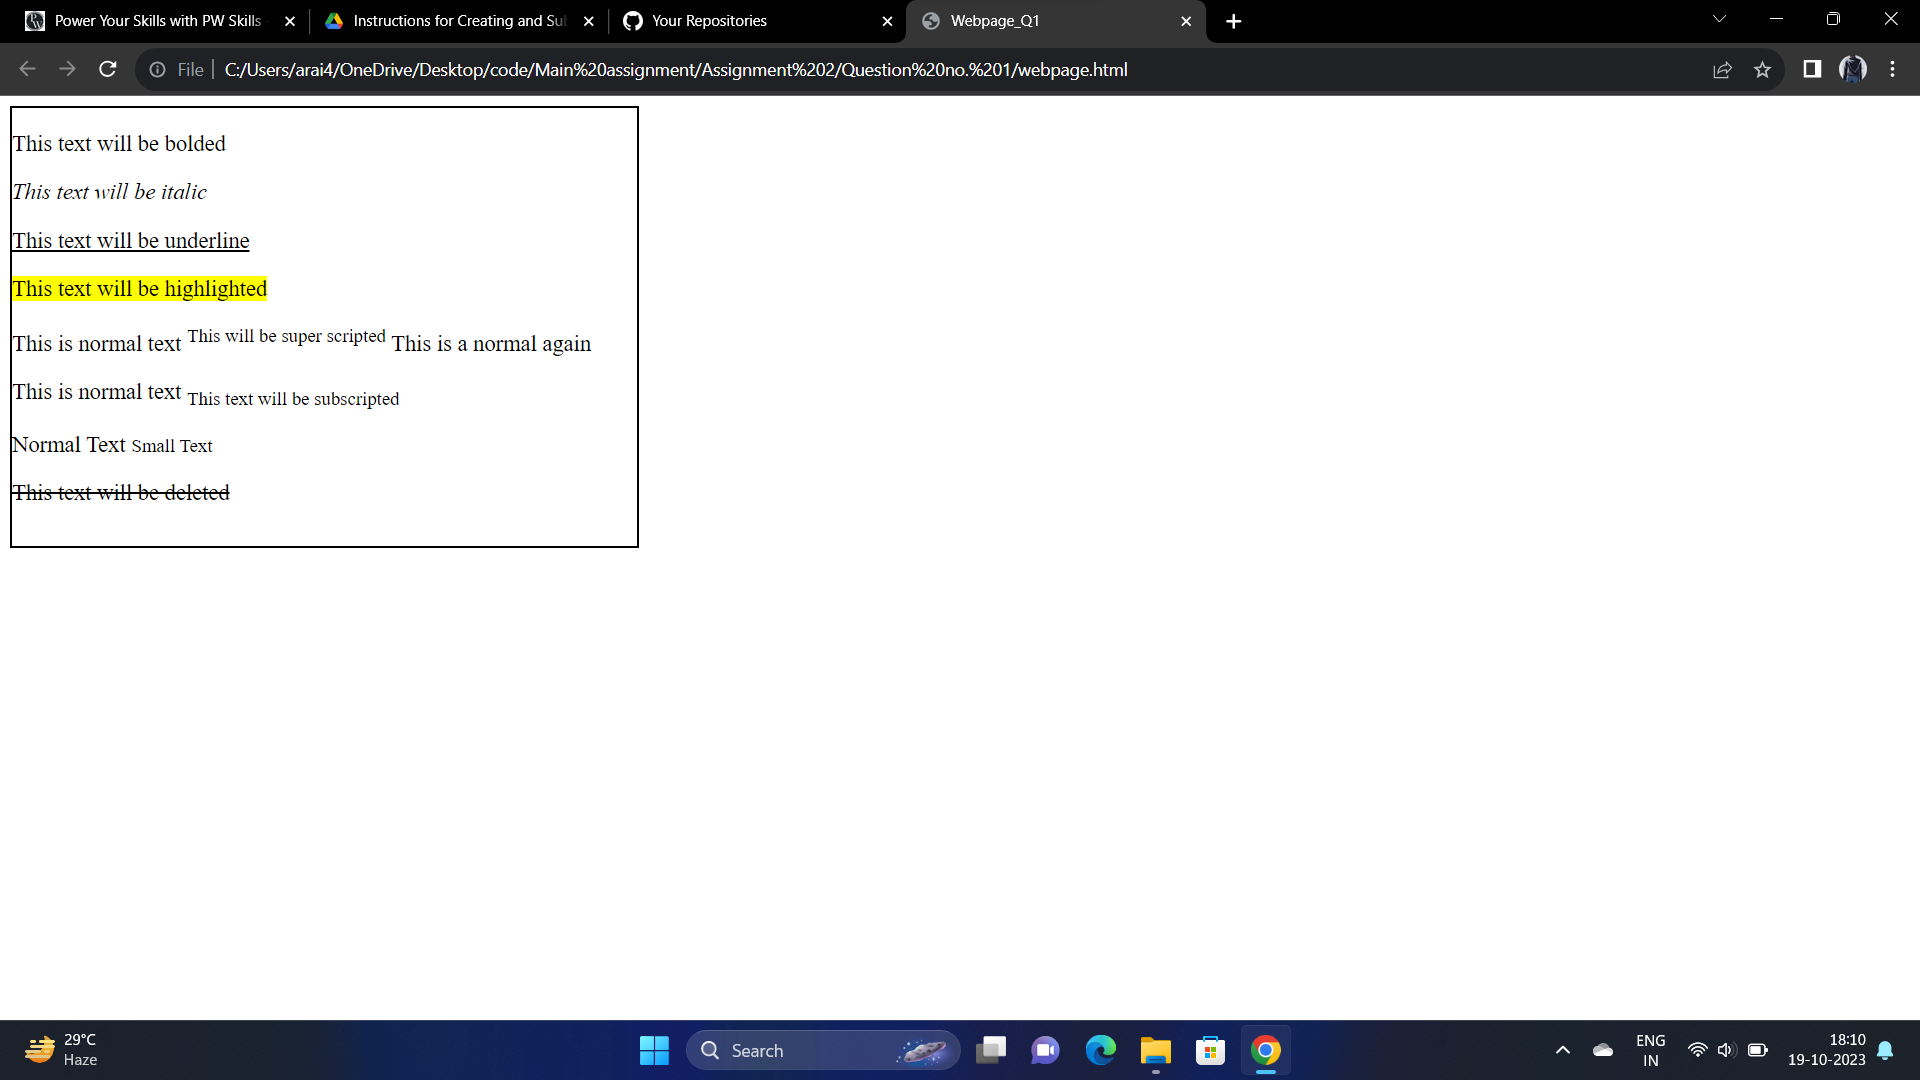 Power Your Skills with PW Skills
Instructions for Creating and Sub
Your Repositories
Webpage_Q1
File
C:/Users/arai4/OneDrive/Desktop/code/Main%20assignment/Assignment%202/Question%20no.%201/webpage.html
This text will be bolded
This text will be italic
This text will be underline
This text will be highlighted
This is normal text This will be super scripted This is a normal again
This is normal text This text will be subscripted
Normal Text Small Text
This text will be deleted
29°C
Haze
Search
ENG
IN
18:10
19-10-2023